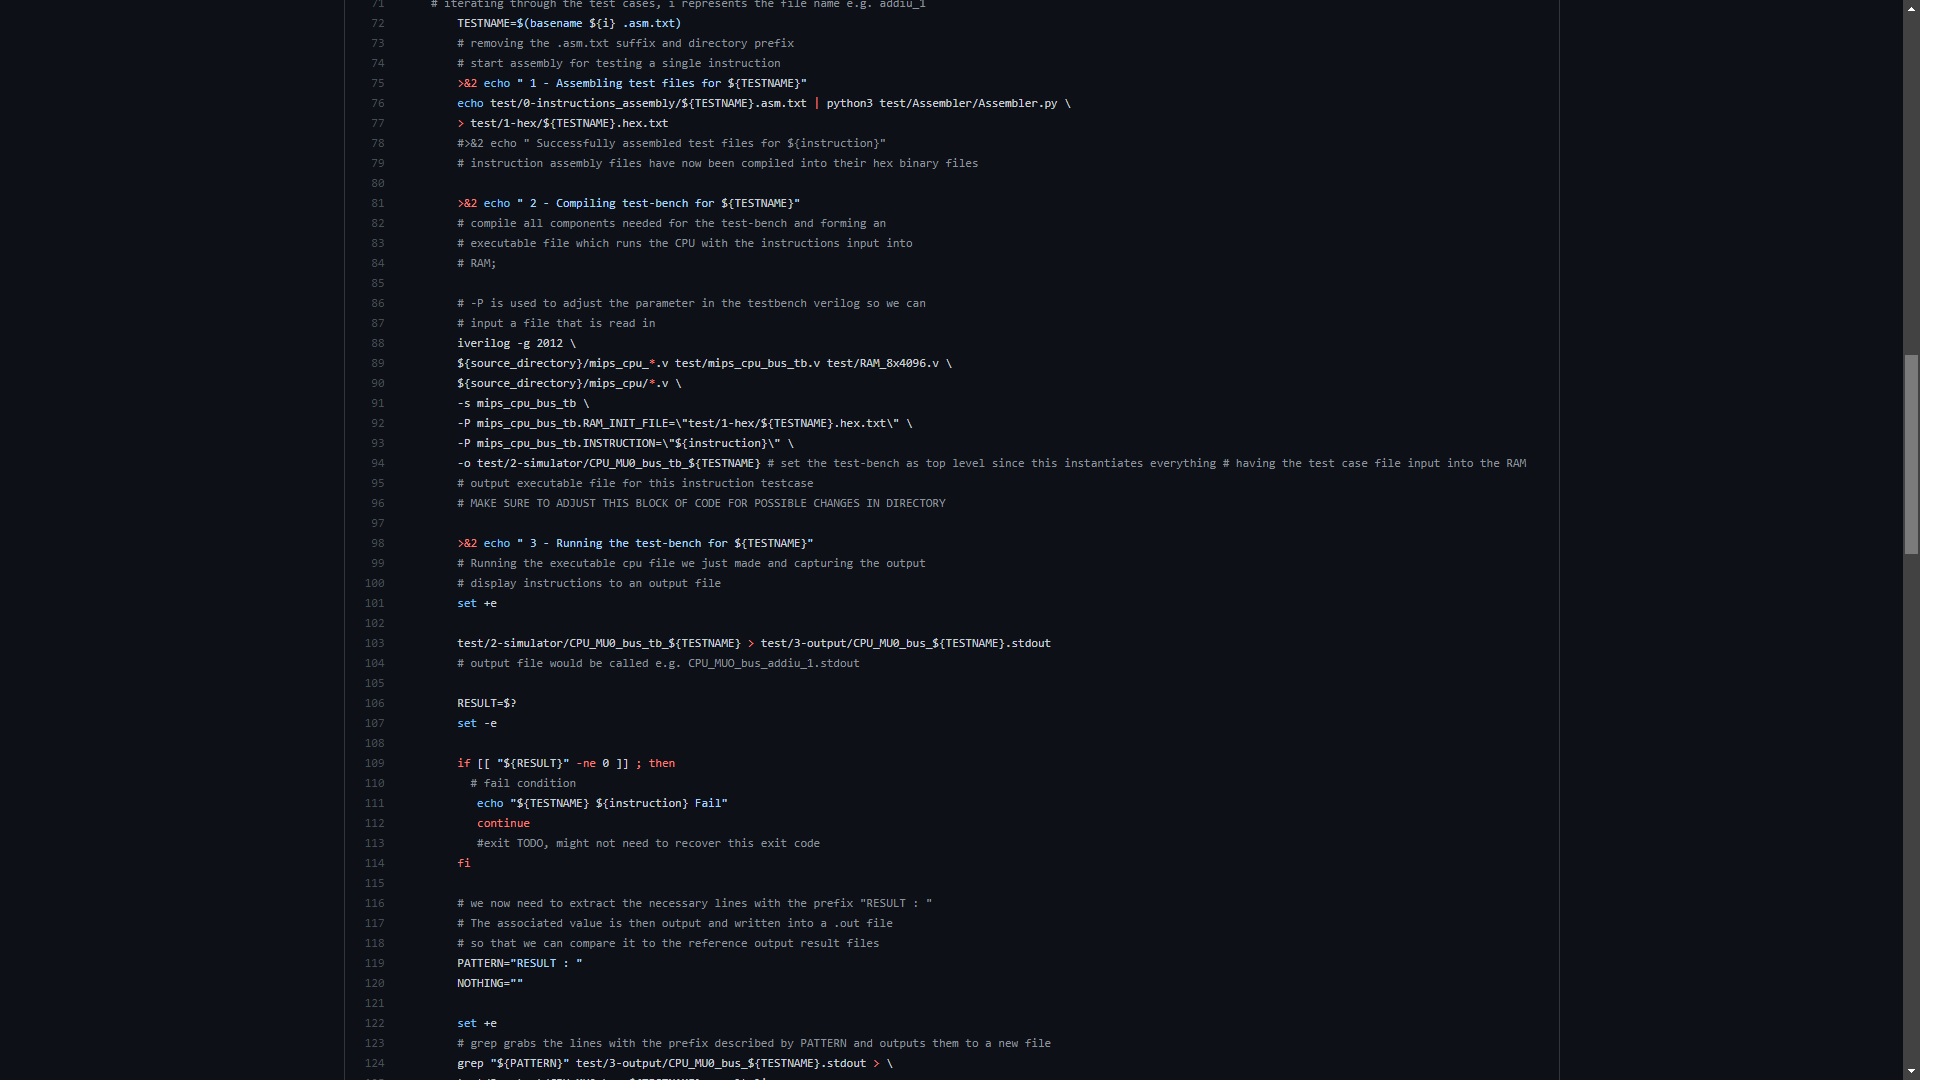 71 # iterating through the test cases, i represents the file name e.g. addiu_1
72 TESTNAME=$(basename ${i} .asm.txt)
73 # removing the .asm.txt suffix and directory prefix
74 # start assembly for testing a single instruction
75 >&2 echo " 1 - Assembling test files for ${TESTNAME}"
76 echo test/0-instructions_assembly/${TESTNAME}.asm.txt | python3 test/Assembler/Assembler.py \
77 > test/1-hex/${TESTNAME}.hex.txt
78 #>&2 echo " Successfully assembled test files for ${instruction}"
79 # instruction assembly files have now been compiled into their hex binary files
80
81 >&2 echo " 2 - Compiling test-bench for ${TESTNAME}"
82 # compile all components needed for the test-bench and forming an
83 # executable file which runs the CPU with the instructions input into
84 # RAM;
85
86 # -P is used to adjust the parameter in the testbench verilog so we can
87 # input a file that is read in
88 iverilog -g 2012 \
89 ${source_directory}/mips_cpu_*.v test/mips_cpu_bus_tb.v test/RAM_8x4096.v \
90 ${source_directory}/mips_cpu/*.v \
91 -s mips_cpu_bus_tb \
92 -P mips_cpu_bus_tb.RAM_INIT_FILE=\"test/1-hex/${TESTNAME}.hex.txt\" \
93 -P mips_cpu_bus_tb.INSTRUCTION=\"${instruction}\" \
94 -o test/2-simulator/CPU_MU0_bus_tb_${TESTNAME} # set the test-bench as top level since this instantiates everything # having the test case file input into the RAM
95 # output executable file for this instruction testcase
96 # MAKE SURE TO ADJUST THIS BLOCK OF CODE FOR POSSIBLE CHANGES IN DIRECTORY
97
98 >&2 echo " 3 - Running the test-bench for ${TESTNAME}"
99 # Running the executable cpu file we just made and capturing the output
100 # display instructions to an output file
101 set +e
102
103 test/2-simulator/CPU_MU0_bus_tb_${TESTNAME} > test/3-output/CPU_MU0_bus_${TESTNAME}.stdout
104 # output file would be called e.g. CPU_MUO_bus_addiu_1.stdout
105
106 RESULT=$?
107 set -e
108
109 if [[ "${RESULT}" -ne 0 ]] ; then
110 # fail condition
111 echo "${TESTNAME} ${instruction} Fail"
112 continue
113 #exit TODO, might not need to recover this exit code
114 fi
115
116 # we now need to extract the necessary lines with the prefix "RESULT : "
117 # The associated value is then output and written into a .out file
118 # so that we can compare it to the reference output result files
119 PATTERN="RESULT : "
120 NOTHING=""
121
122 set +e
123 # grep grabs the lines with the prefix described by PATTERN and outputs them to a new file
124 grep "${PATTERN}" test/3-output/CPU_MU0_bus_${TESTNAME}.stdout > \